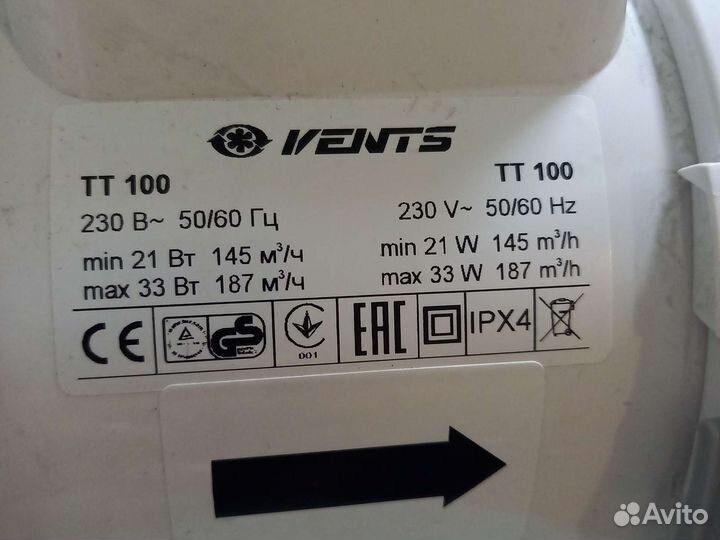 VENTS
TT 100
230 В~ 50/60 Гц
min 21 Вт 145 м³/ч
max 33 Вт 187 м³/ч
TT 100
230 V~ 50/60 Hz
min 21 W 145 m³/h
max 33 W 187 m³/h
CE GS 001 EAC IPX4
Avito